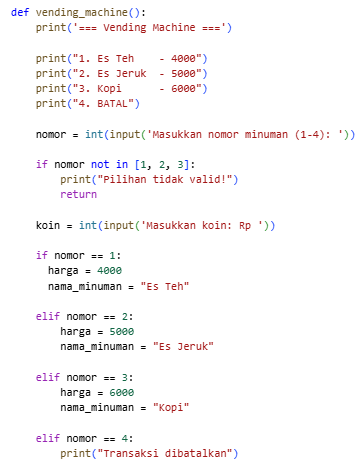 def vending_machine():
    print('=== Vending Machine ===')

    print("1. Es Teh    - 4000")
    print("2. Es Jeruk  - 5000")
    print("3. Kopi      - 6000")
    print("4. BATAL")

    nomor = int(input('Masukkan nomor minuman (1-4): '))

    if nomor not in [1, 2, 3]:
        print("Pilihan tidak valid!")
        return

    koin = int(input('Masukkan koin: Rp '))

    if nomor == 1:
      harga = 4000
      nama_minuman = "Es Teh"

    elif nomor == 2:
        harga = 5000
        nama_minuman = "Es Jeruk"

    elif nomor == 3:
        harga = 6000
        nama_minuman = "Kopi"

    elif nomor == 4:
        print("Transaksi dibatalkan")